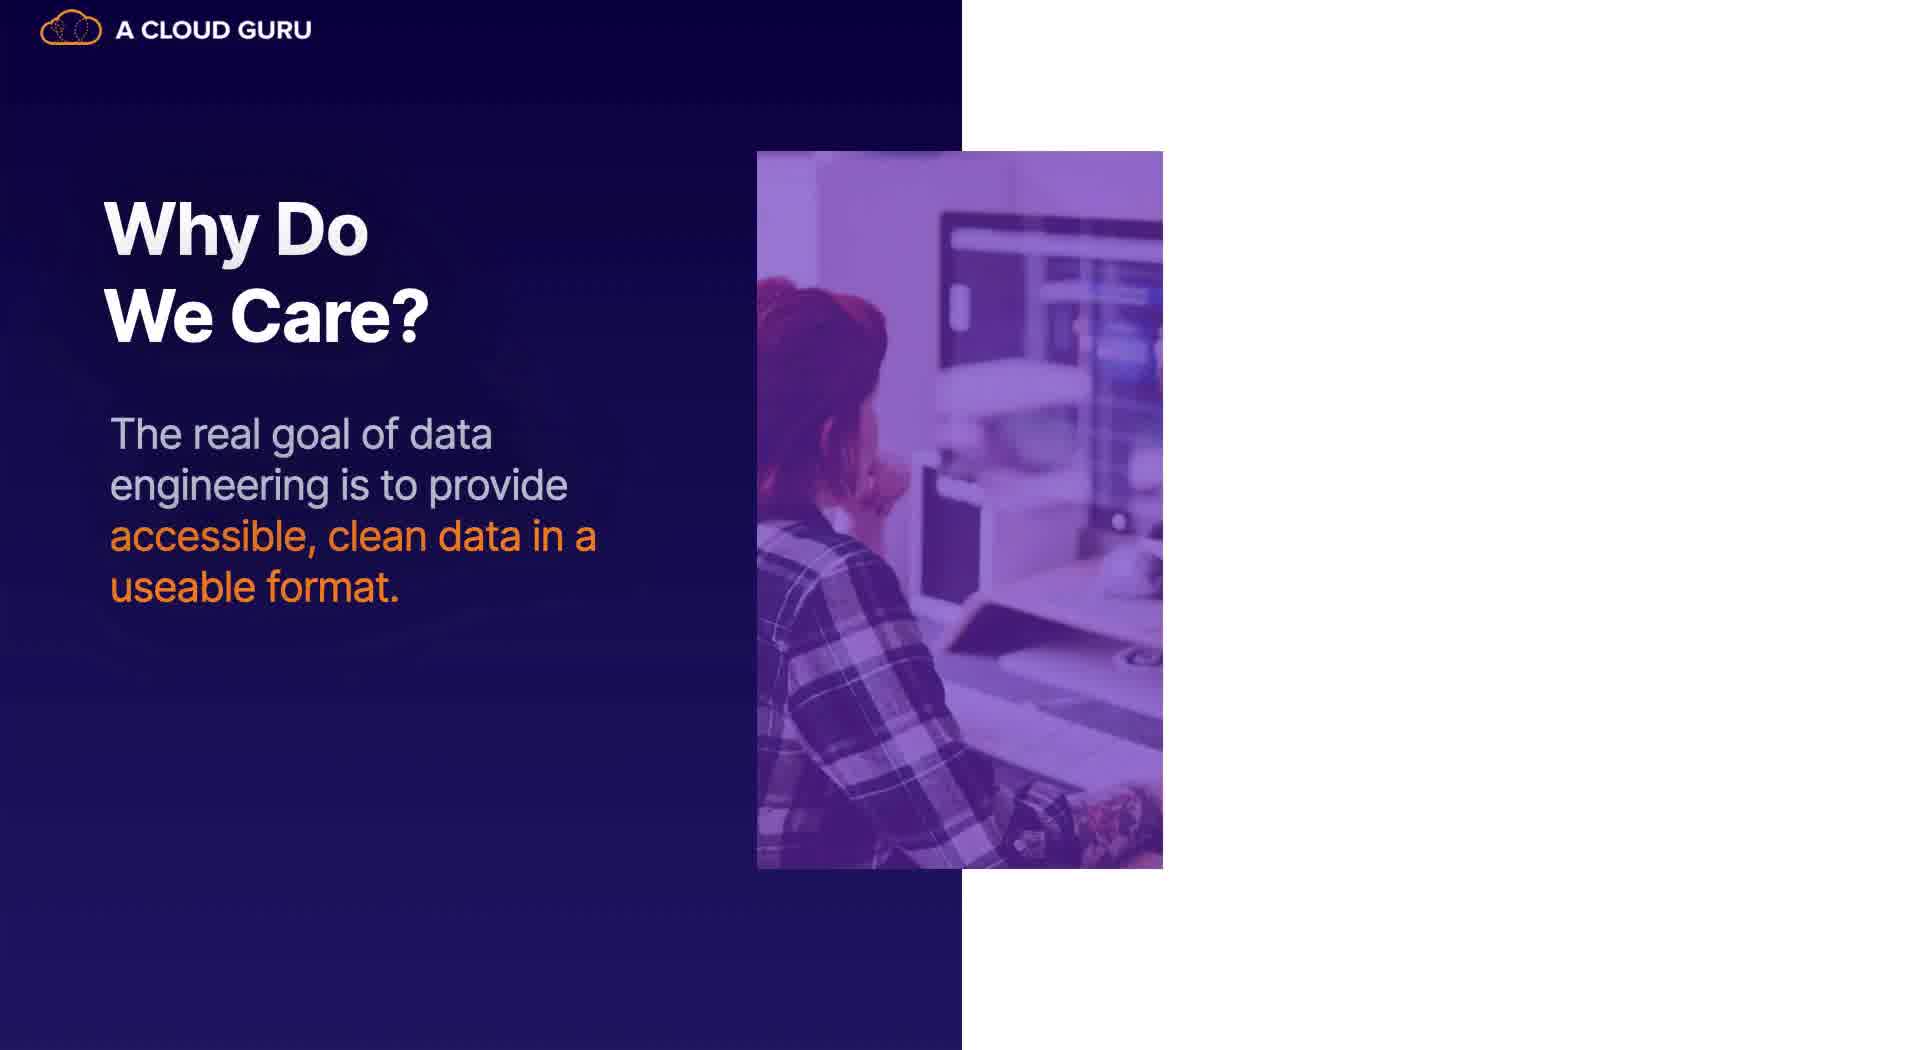 A CLOUD GURU
Why Do
We Care?
The real goal of data
engineering is to provide
accessible, clean data in a
useable format.